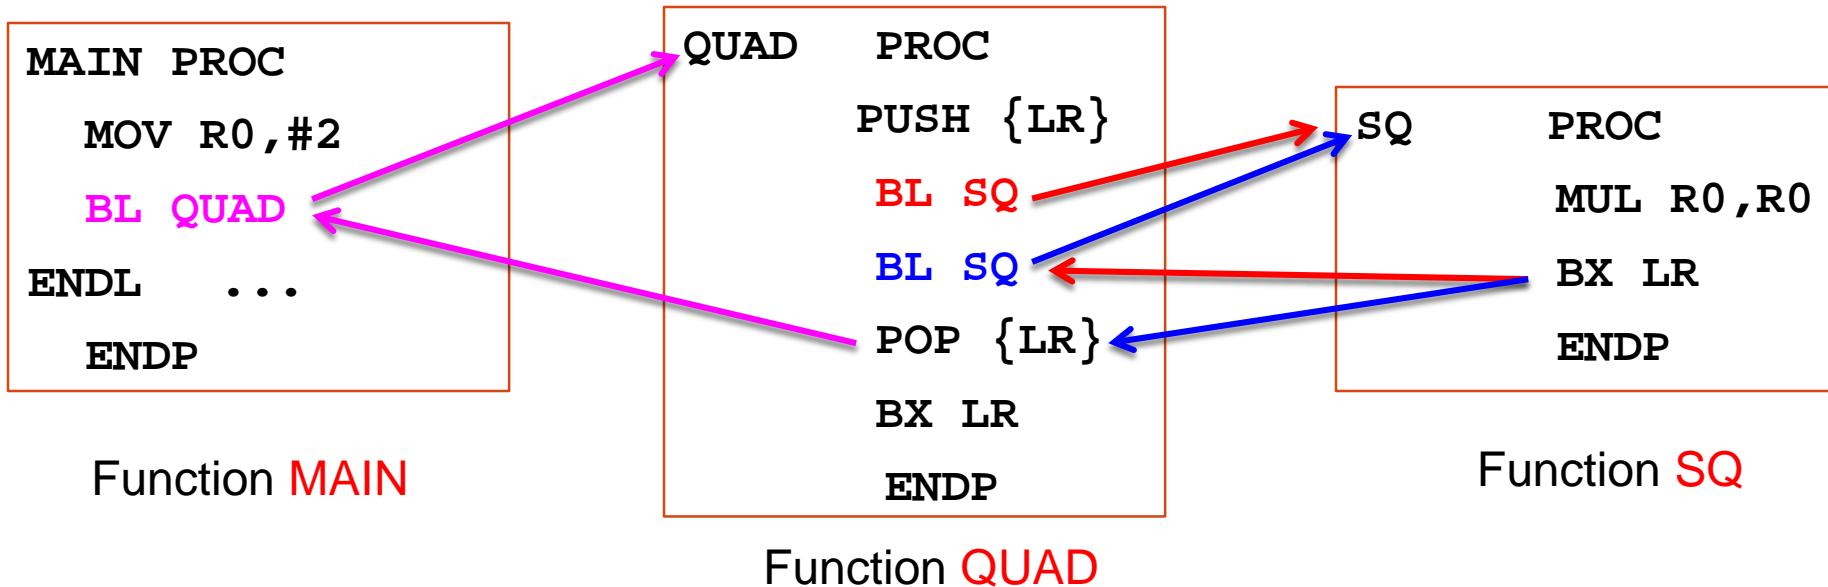 MAIN PROC
MOV R0,#2
BL QUAD
ENDL ...
ENDP
Function MAIN
QUAD PROC
PUSH {LR}
BL SQ
BL SQ
POP {LR}
BX LR
ENDP
Function QUAD
SQ PROC
MUL R0,R0
BX LR
ENDP
Function SQ